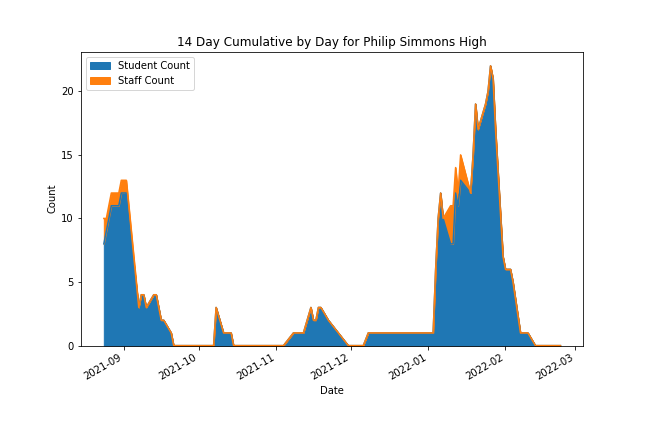 14 Day Cumulative by Day for Philip Simmons High
Student Count
Staff Count
20
15
10
5
0
Count
2021-09
2021-10
2021-11
2021-12
2022-01
2022-02
2022-03
Date